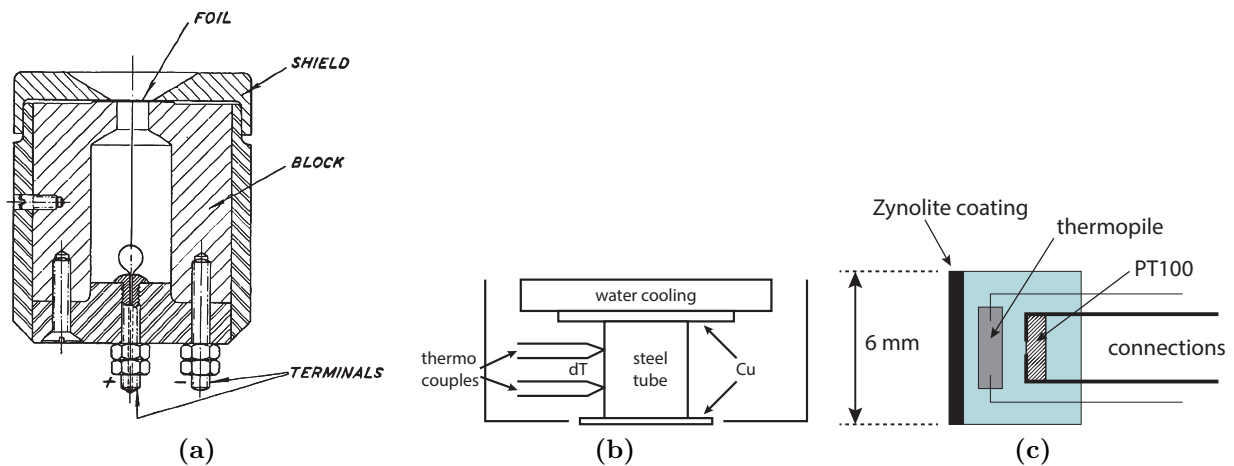 FOIL
SHIELD
BLOCK
TERMINALS
+
-
(a)
water cooling
thermo
couples
dT
steel
tube
Cu
(b)
Zynolite coating
thermopile
PT100
6 mm
connections
(c)